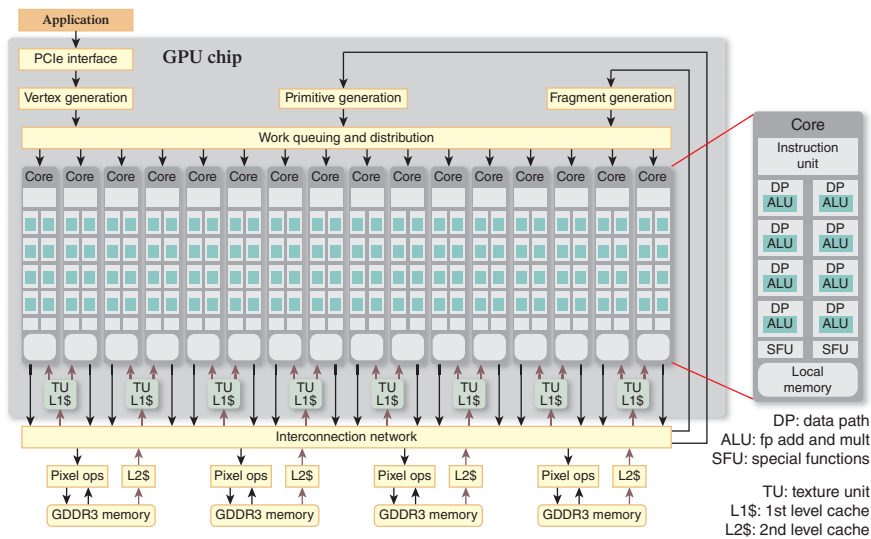 Application
GPU chip
PCIe interface
Vertex generation
Primitive generation
Fragment generation
Work queuing and distribution
Core Core Core Core Core Core Core Core Core Core Core Core Core Core Core Core
TU TU TU TU TU TU TU TU
L1$ L1$ L1$ L1$ L1$ L1$ L1$ L1$
Interconnection network
Pixel ops L2$ Pixel ops L2$ Pixel ops L2$ Pixel ops L2$
GDDR3 memory GDDR3 memory GDDR3 memory GDDR3 memory
Core
Instruction
unit
DP DP
ALU ALU
DP DP
ALU ALU
DP DP
ALU ALU
DP DP
ALU ALU
SFU SFU
Local
memory
DP: data path
ALU: fp add and mult
SFU: special functions
TU: texture unit
L1$: 1st level cache
L2$: 2nd level cache